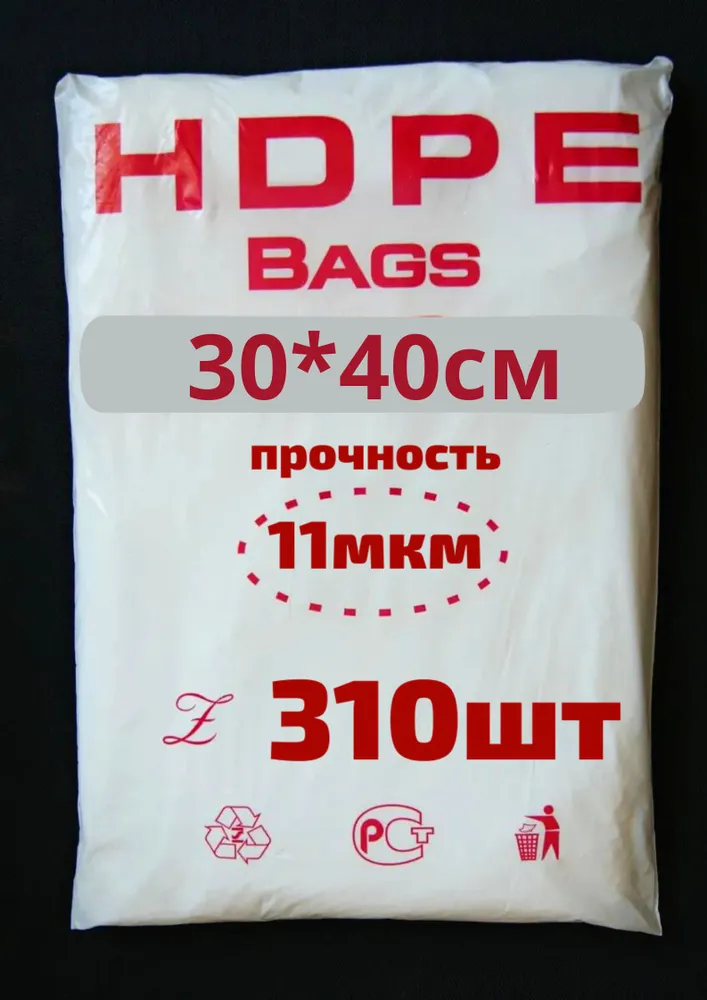 HDPE
BAGS
30*40см
прочность
11мкм
Z 310шт
РСТ